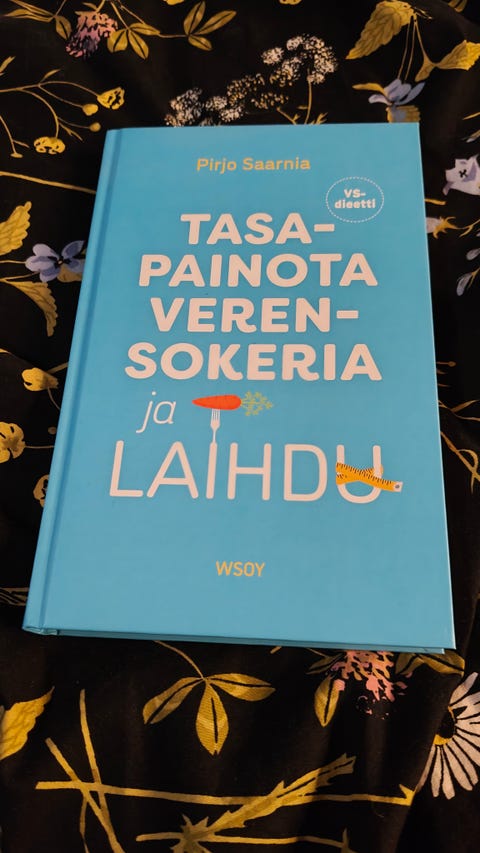 Pirjo Saarnia
VS-
dieetti
TASA-
PAINOTA
VEREN-
SOKERIA
ja
LAIHDU
WSOY